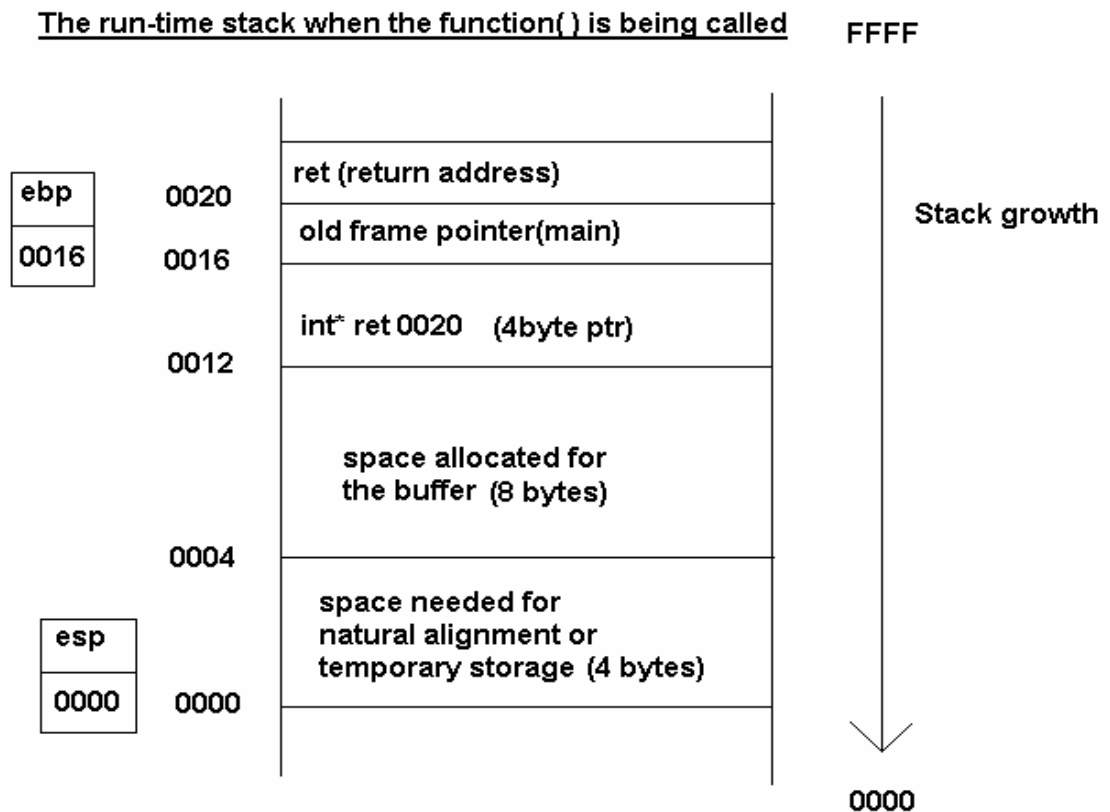 The run-time stack when the function( ) is being called
FFFF
ret (return address)
ebp
0020
Stack growth
old frame pointer(main)
0016
0016
int* ret 0020 (4byte ptr)
0012
space allocated for
the buffer (8 bytes)
0004
space needed for
natural alignment or
temporary storage (4 bytes)
esp
0000
0000
0000